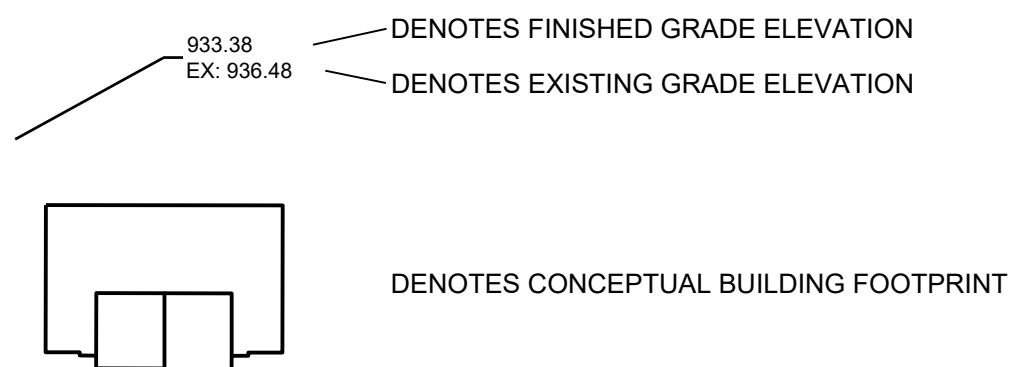 933.38
DENOTES FINISHED GRADE ELEVATION
EX: 936.48
DENOTES EXISTING GRADE ELEVATION
DENOTES CONCEPTUAL BUILDING FOOTPRINT